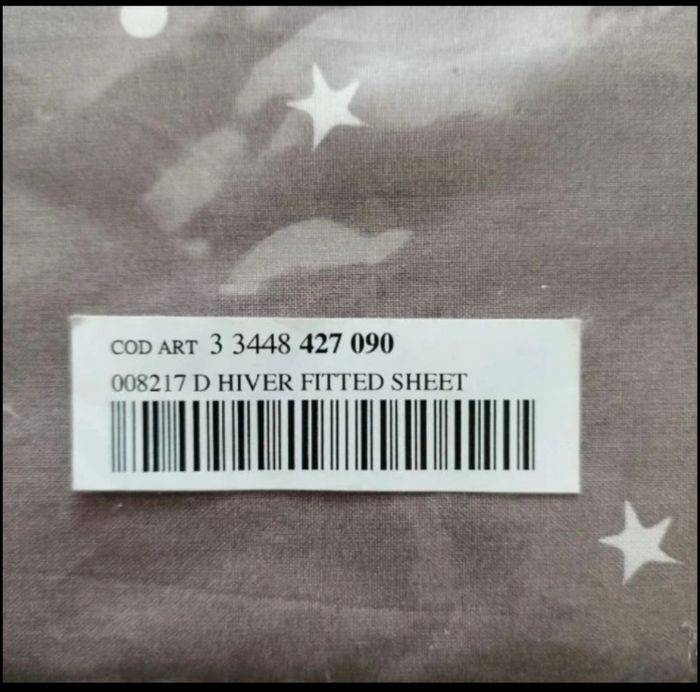 COD ART 3 3448 427 090
008217 D HIVER FITTED SHEET